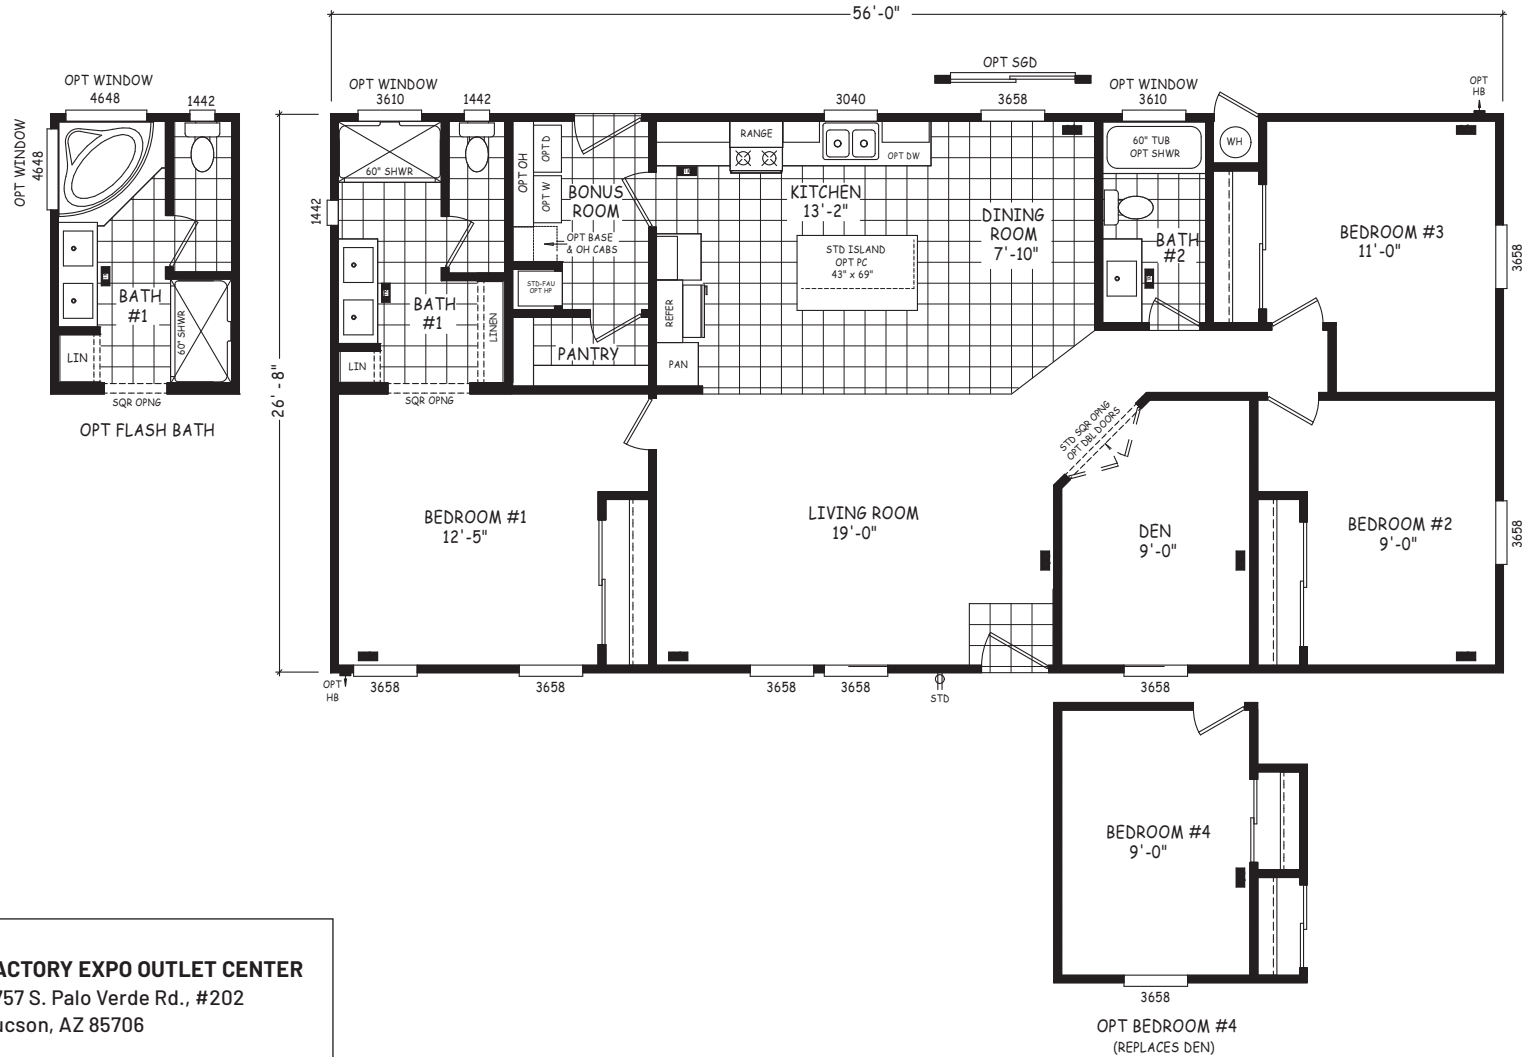 56'-0"
OPT SGD
OPT WINDOW
4648
1442
OPT WINDOW
4648
60" SHWR
BATH
#1
LIN
SQR OPNG
OPT FLASH BATH
26'-8"
OPT WINDOW
3610
1442
3040
3658
OPT WINDOW
3610
OPT
HB
1442
60" SHWR
OPT OH
OPT D
OPT W
BONUS
ROOM
OPT BASE
& OH CABS
STD-FAU
OPT HP
BATH
#1
LINEN
LIN
SQR OPNG
PANTRY
RANGE
OPT DW
KITCHEN
13'-2"
STD ISLAND
OPT PC
43" x 69"
REFER
PAN
DINING
ROOM
7'-10"
60" TUB
OPT SHWR
BATH
#2
WH
BEDROOM #3
11'-0"
3658
STD SQR OPNG
OPT DBL DOORS
BEDROOM #1
12'-5"
LIVING ROOM
19'-0"
DEN
9'-0"
BEDROOM #2
9'-0"
3658
OPT
HB
3658
3658
3658
3658
STD
3658
BEDROOM #4
9'-0"
3658
OPT BEDROOM #4
(REPLACES DEN)
ACTORY EXPO OUTLET CENTER
757 S. Palo Verde Rd., #202
ucson, AZ 85706